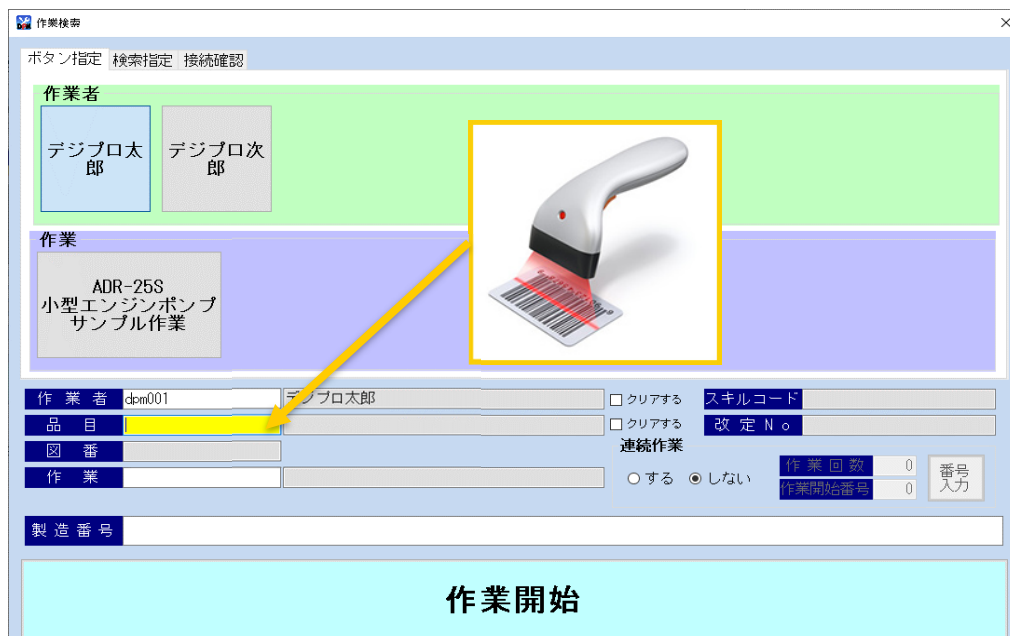 作業検索
ボタン指定 検索指定 接続確認
作業者
デジプロ太
郎
デジプロ次
郎
作業
ADR-25S
小型エンジンポンプ
サンプル作業
作業者 dpm001 デジプロ太郎 クリアする スキルコード
品目 クリアする 改定No
図番 連続作業
作業 する しない 作業回数 0 番号
入力
作業開始番号 0
製造番号
作業開始